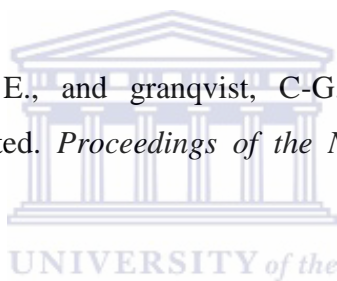 E., and granqvist, C-G.
ted. Proceedings of the N
UNIVERSITY of the